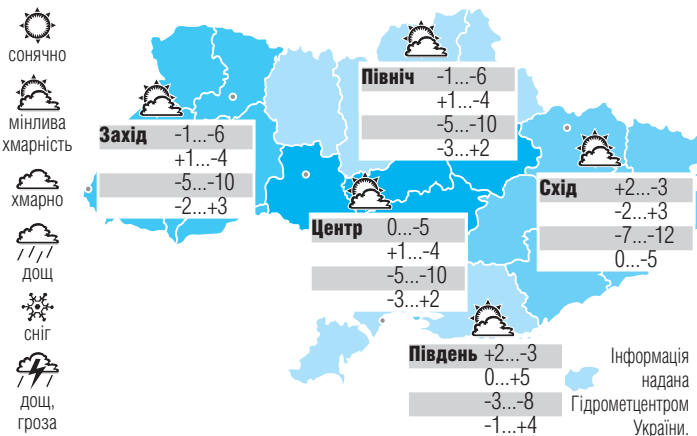 сонячно
мінлива
хмарність
хмарно
дощ
сніг
дощ,
гроза
Північ -1...-6
+1...-4
-5...-10
-3...+2
Захід -1...-6
+1...-4
-5...-10
-2...+3
Схід +2...-3
-2...+3
-7...-12
0...-5
Центр 0...-5
+1...-4
-5...-10
-3...+2
Південь +2...-3
0...+5
-3...-8
-1...+4
Інформація
надана
Гідрометцентром
України.